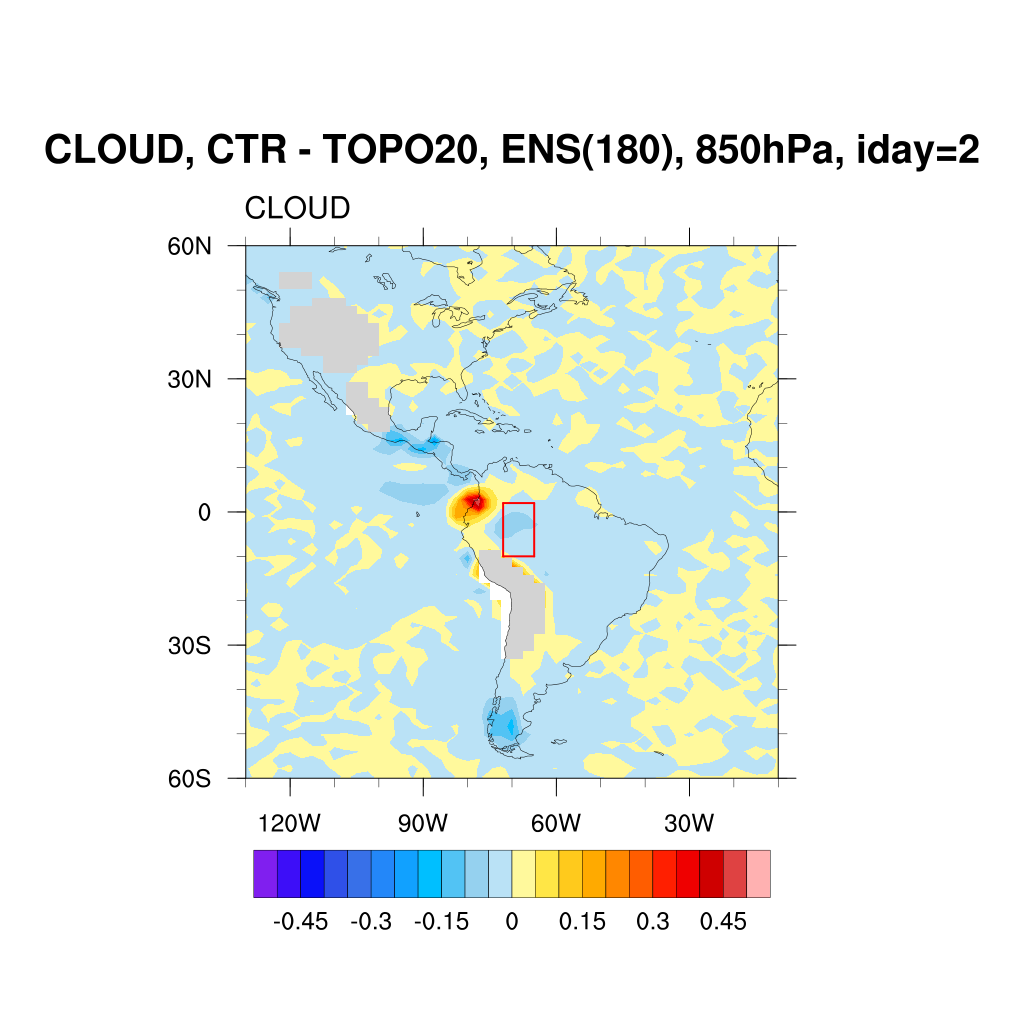 CLOUD, CTR - TOPO20, ENS(180), 850hPa, iday=2
CLOUD
60N
30N
0
30S
60S
120W 90W 60W 30W
-0.45 -0.3 -0.15 0 0.15 0.3 0.45